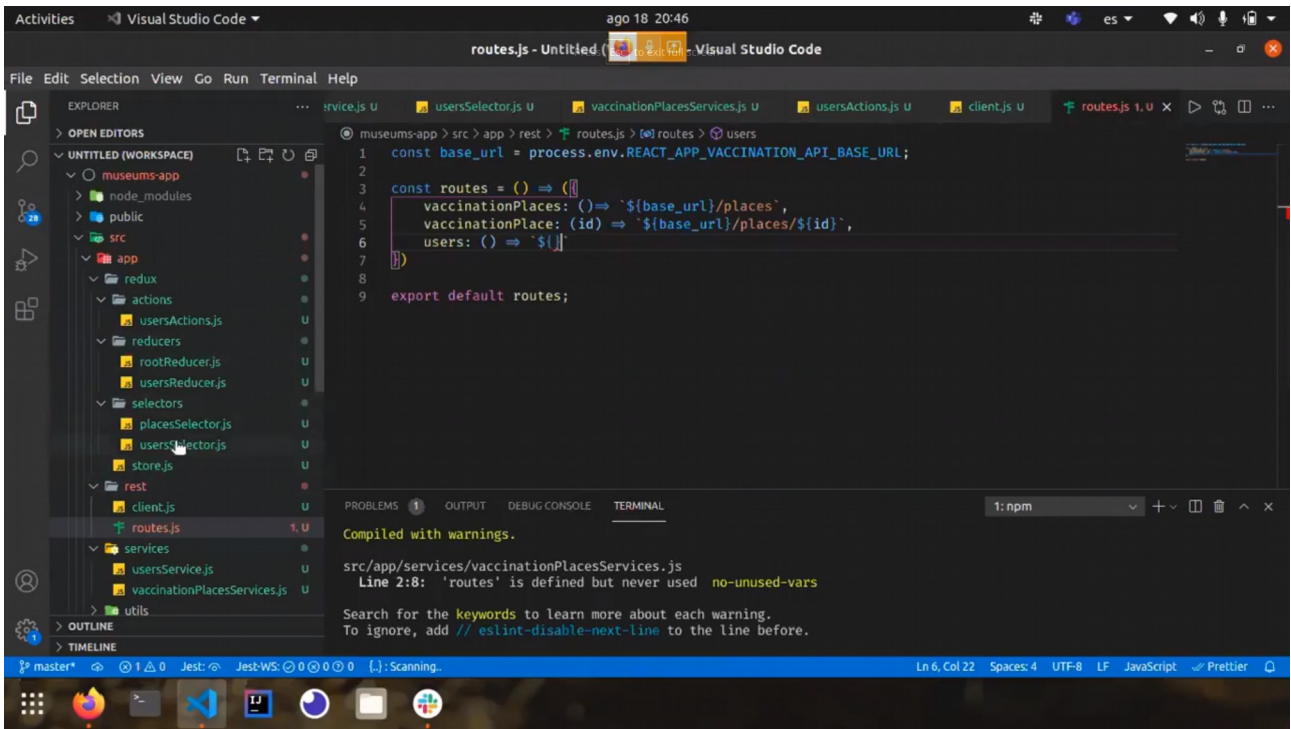 Activities Visual Studio Code ago 18 20:46 es
routes.js - Untitled ( - Visual Studio Code
File Edit Selection View Go Run Terminal Help
EXPLORER
OPEN EDITORS
UNTITLED (WORKSPACE)
museums-app
node_modules
public
src
app
redux
actions
usersActions.js U
reducers
rootReducer.js U
usersReducer.js U
selectors
placesSelector.js U
usersSelector.js U
store.js U
rest
client.js U
routes.js 1, U
services
usersService.js U
vaccinationPlacesServices.js U
utils
OUTLINE
TIMELINE
28
1
ervice.js U usersSelector.js U vaccinationPlacesServices.js U usersActions.js U client.js U routes.js 1, U
museums-app > src > app > rest > routes.js > routes > users
1 const base_url = process.env.REACT_APP_VACCINATION_API_BASE_URL;
2
3 const routes = () ⇒ ({
4 vaccinationPlaces: ()⇒ `${base_url}/places`,
5 vaccinationPlace: (id) ⇒ `${base_url}/places/${id}`,
6 users: () ⇒ `${}`
7 })
8
9 export default routes;
PROBLEMS 1 OUTPUT DEBUG CONSOLE TERMINAL 1: npm
Compiled with warnings.
src/app/services/vaccinationPlacesServices.js
Line 2:8: 'routes' is defined but never used no-unused-vars
Search for the keywords to learn more about each warning.
To ignore, add // eslint-disable-next-line to the line before.
master* 1 0 Jest: Jest-WS: 0 0 0 {..} : Scanning.. Ln 6, Col 22 Spaces: 4 UTF-8 LF JavaScript Prettier